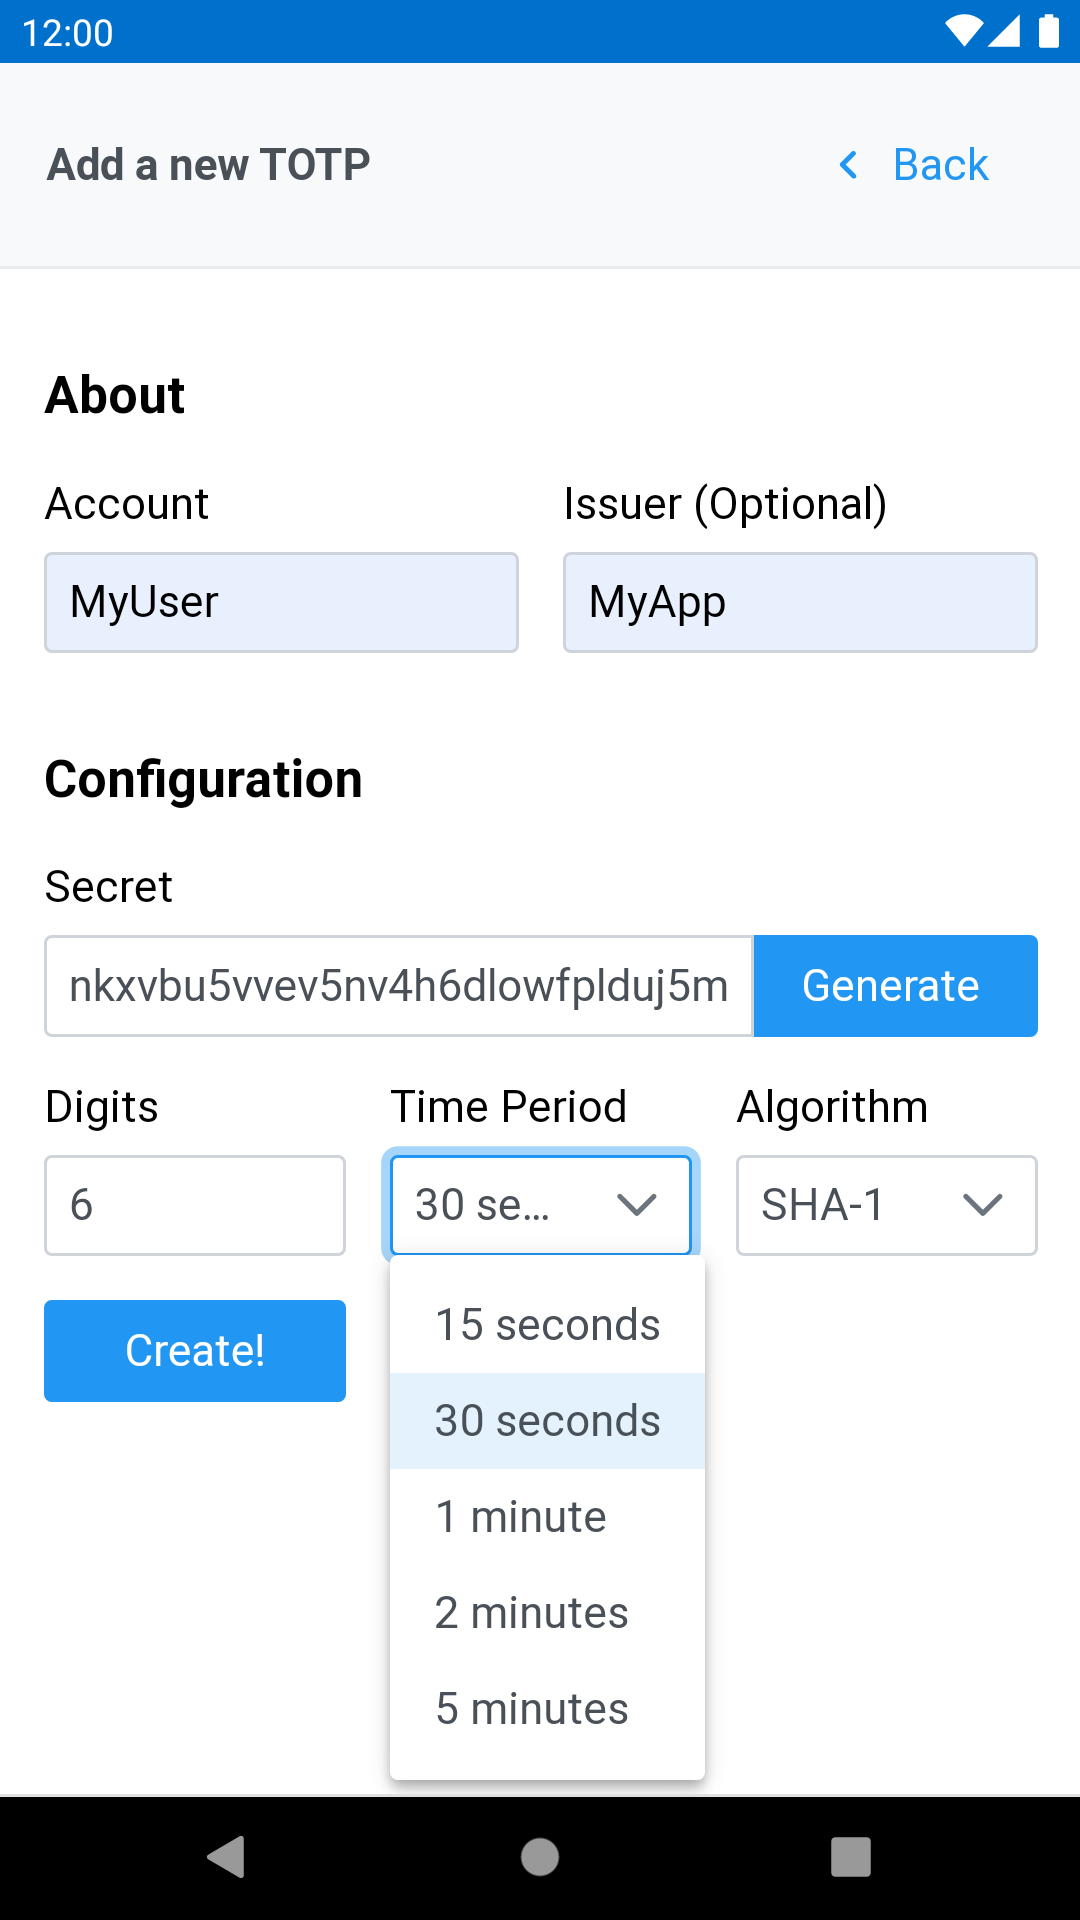 12:00
Add a new TOTP
Back
About
Account
Issuer (Optional)
MyUser
MyApp
Configuration
Secret
nkxvbu5vvev5nv4h6dlowfplduj5m
Generate
Digits
Time Period
Algorithm
6
30 se...
SHA-1
15 seconds
Create!
30 seconds
1 minute
2 minutes
5 minutes